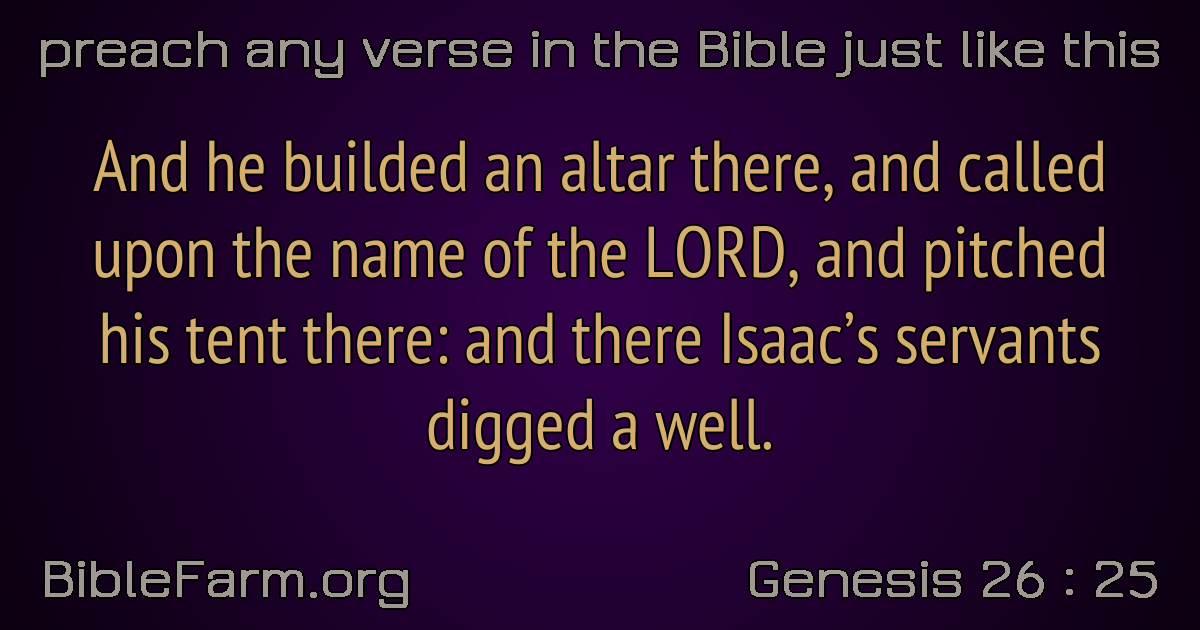 preach any verse in the Bible just like this
And he builded an altar there, and called
upon the name of the LORD, and pitched
his tent there: and there Isaac’s servants
digged a well.
BibleFarm.org
Genesis 26 : 25